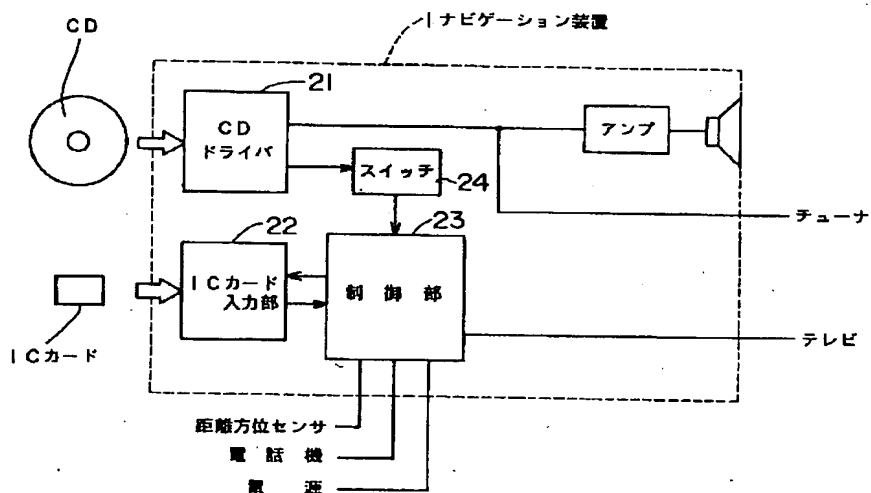 CD
1ナビゲーション装置
21
CD
ドライバ
アンプ
スイッチ
24
チューナ
22
23
ICカード
入力部
制御部
ICカード
テレビ
距離方位センサ
電話機
電源